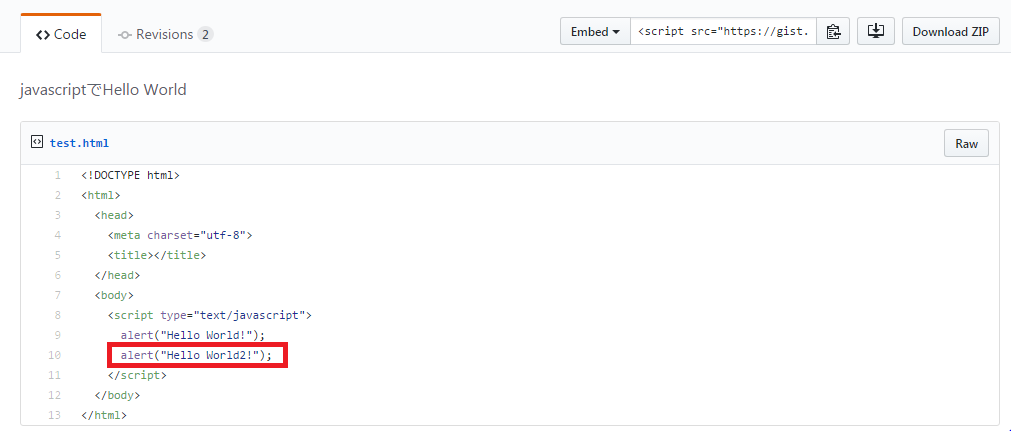 Code Revisions 2 Embed <script src="https://gist. Download ZIP
javascriptでHello World
test.html Raw
1 <!DOCTYPE html>
2 <html>
3 <head>
4 <meta charset="utf-8">
5 <title></title>
6 </head>
7 <body>
8 <script type="text/javascript">
9 alert("Hello World!");
10 alert("Hello World2!");
11 </script>
12 </body>
13 </html>